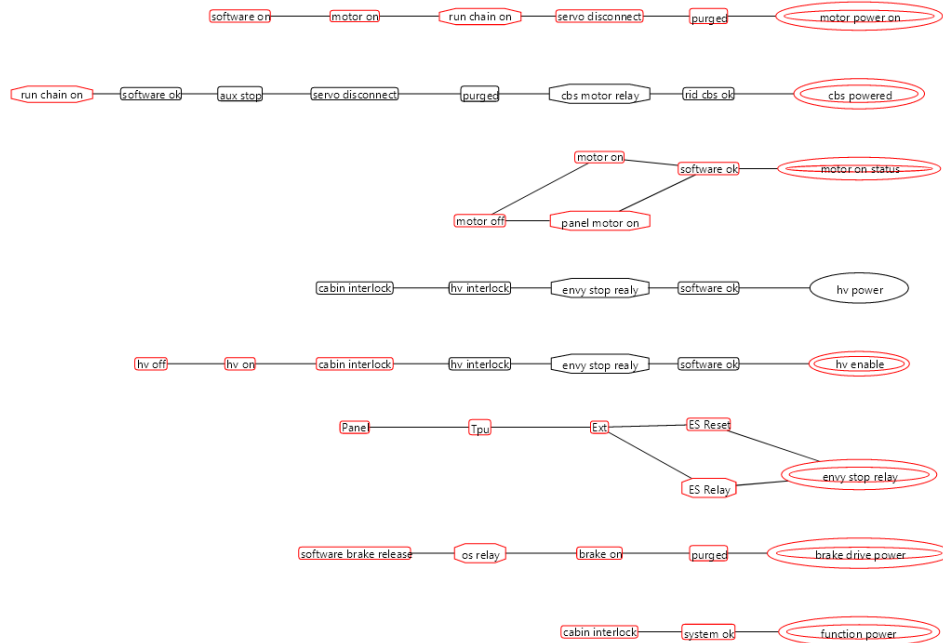 software on motor on run chain on servo disconnect purged motor power on
run chain on software ok aux stop servo disconnect purged cbs motor relay rid cbs ok cbs powered
motor on
software ok motor on status
motor off panel motor on
cabin interlock hv interlock envy stop realy software ok hv power
hv off hv on cabin interlock hv interlock envy stop realy software ok hv enable
Panel Tpu Ext ES Reset
envy stop relay
ES Relay
software brake release os relay brake on purged brake drive power
cabin interlock system ok function power